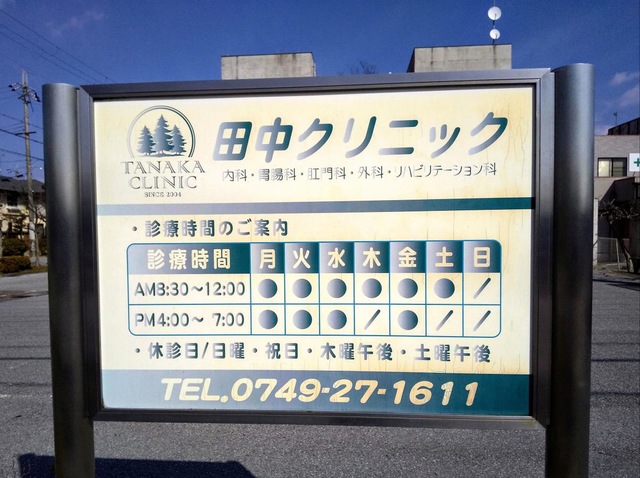 田中クリニック
TANAKA
CLINIC
SINCE 2004
内科・胃腸科・肛門科・外科・リハビリテーション科
・診療時間のご案内
診療時間 月 火 水 木 金 土 日
AM8:30～12:00 ● ● ● ● ● ● /
PM4:00～ 7:00 ● ● ● / ● / /
・休診日/日曜・祝日・木曜午後・土曜午後
TEL.0749-27-1611